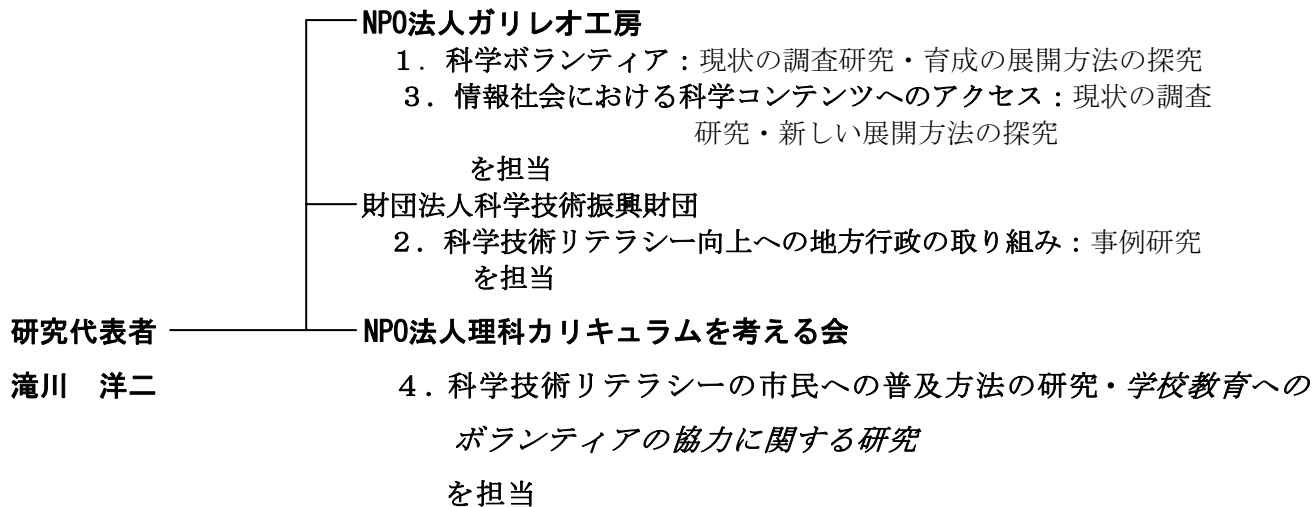 NPO法人ガリレオ工房
1．科学ボランティア：現状の調査研究・育成の展開方法の探究
3．情報社会における科学コンテンツへのアクセス：現状の調査
研究・新しい展開方法の探究
を担当
財団法人科学技術振興財団
2．科学技術リテラシー向上への地方行政の取り組み：事例研究
を担当
研究代表者
NPO法人理科カリキュラムを考える会
滝川　洋二
4．科学技術リテラシーの市民への普及方法の研究・学校教育への
ボランティアの協力に関する研究
を担当